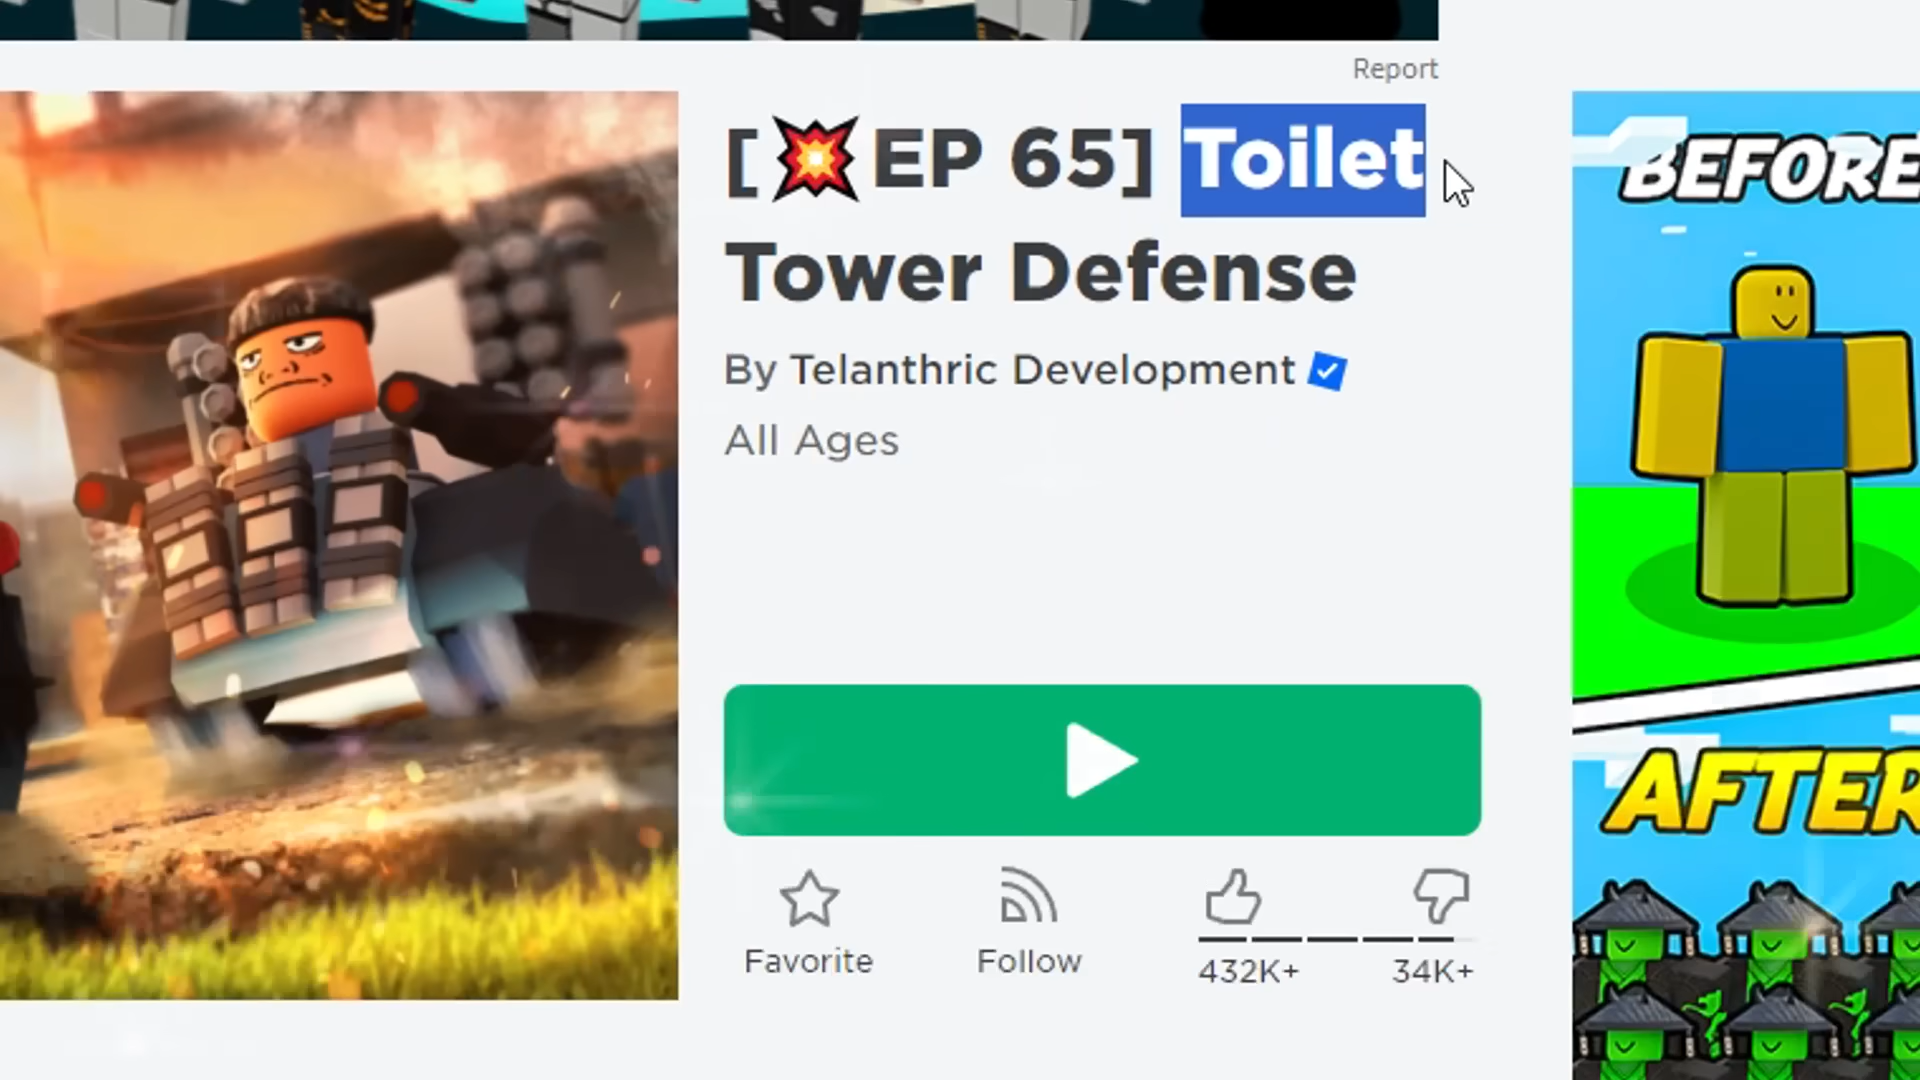 Report
[💥EP 65] Toilet
Tower Defense
By Telanthric Development
All Ages
Favorite
Follow
432K+
34K+
BEFORE
AFTER